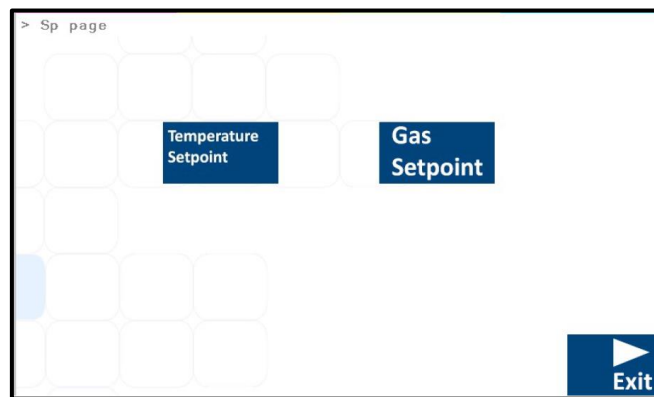 > Sp page
Temperature
Setpoint
Gas
Setpoint
Exit